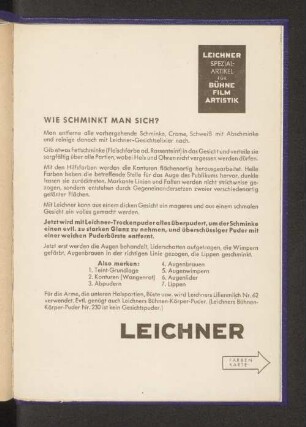 LEICHNER
SPEZIAL-
ARTIKEL
FÜR
BÜHNE
FILM
ARTISTIK
WIE SCHMINKT MAN SICH?
Man entferne alle vorhergehende Schminke, Creme, Schweiß mit Abschminke
und reinige danach mit Leichner-Gesichtselixier nach.
Gib etwas Fettschminke (Fleischfarbe od. Rosenstein) in das Gesicht und verteile sie
sorgfältig über alle Partien, wobei Hals und Ohren nicht vergessen werden dürfen.
Mit den Hilfsfarben werden die Konturen flächenartig herausgearbeitet. Helle
Farben heben die betreffende Stelle für das Auge des Publikums hervor, dunkle
lassen sie zurücktreten. Markante Linien und Falten werden nicht strichweise ge-
zogen, sondern entstehen durch Gegeneinandersetzen zweier verschiedenartig
gefärbter Flächen.
Mit Leichner kann aus einem dicken Gesicht ein mageres und aus einem schmalen
Gesicht ein volles gemacht werden.
Jetzt wird mit Leichner-Trockenpuder alles überpudert, um der Schminke
einen evtl. zu starken Glanz zu nehmen, und überschüssiger Puder mit
einer weichen Puderbürste entfernt.
Jetzt erst werden die Augen behandelt, Lidschatten aufgetragen, die Wimpern
gefärbt, Augenbrauen in der richtigen Linie gezogen, die Lippen geschminkt.
Also merken:
1. Teint-Grundlage
2. Konturen (Wangenrot)
3. Abpudern
4. Augenbrauen
5. Augenwimpern
6. Augenlider
7. Lippen
Für die Arme, die unteren Halspartien, Büste usw. wird Leichners Lilienmilch Nr. 62
verwendet. Evtl. genügt auch Leichners Bühnen-Körper-Puder. (Leichners Bühnen-
Körper-Puder Nr. 230 ist kein Gesichtspuder.)
LEICHNER
FARBEN
KARTE